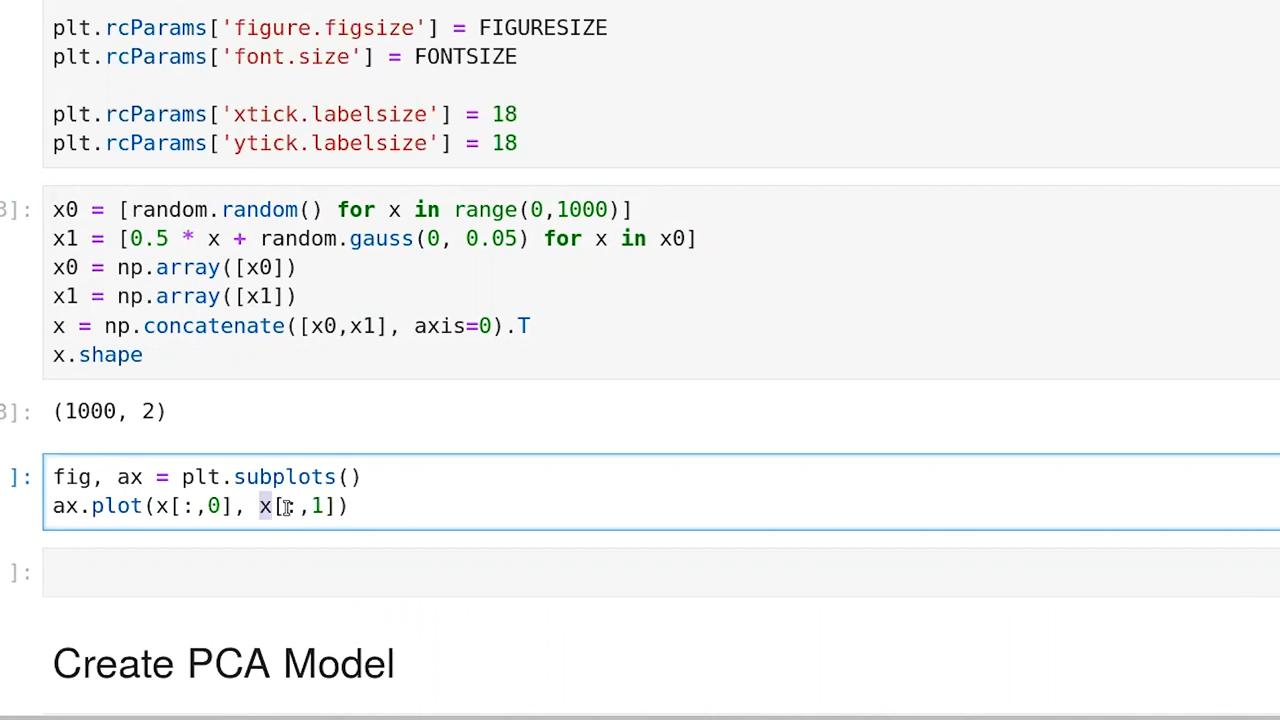 plt.rcParams['figure.figsize'] = FIGURESIZE
plt.rcParams['font.size'] = FONTSIZE
plt.rcParams['xtick.labelsize'] = 18
plt.rcParams['ytick.labelsize'] = 18
3]: x0 = [random.random() for x in range(0,1000)]
x1 = [0.5 * x + random.gauss(0, 0.05) for x in x0]
x0 = np.array([x0])
x1 = np.array([x1])
x = np.concatenate([x0,x1], axis=0).T
x.shape
3]: (1000, 2)
]: fig, ax = plt.subplots()
ax.plot(x[:,0], x[:,1])
]:
Create PCA Model